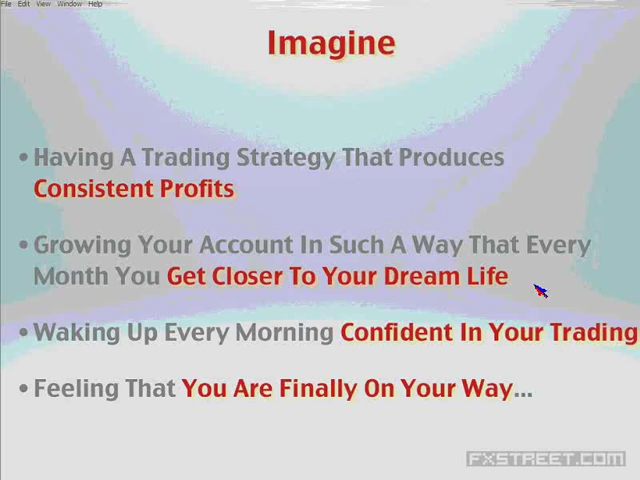 File Edit View Window Help
Imagine
•Having A Trading Strategy That Produces
Consistent Profits
•Growing Your Account In Such A Way That Every
Month You Get Closer To Your Dream Life
•Waking Up Every Morning Confident In Your Trading
•Feeling That You Are Finally On Your Way...
FXSTREET.COM